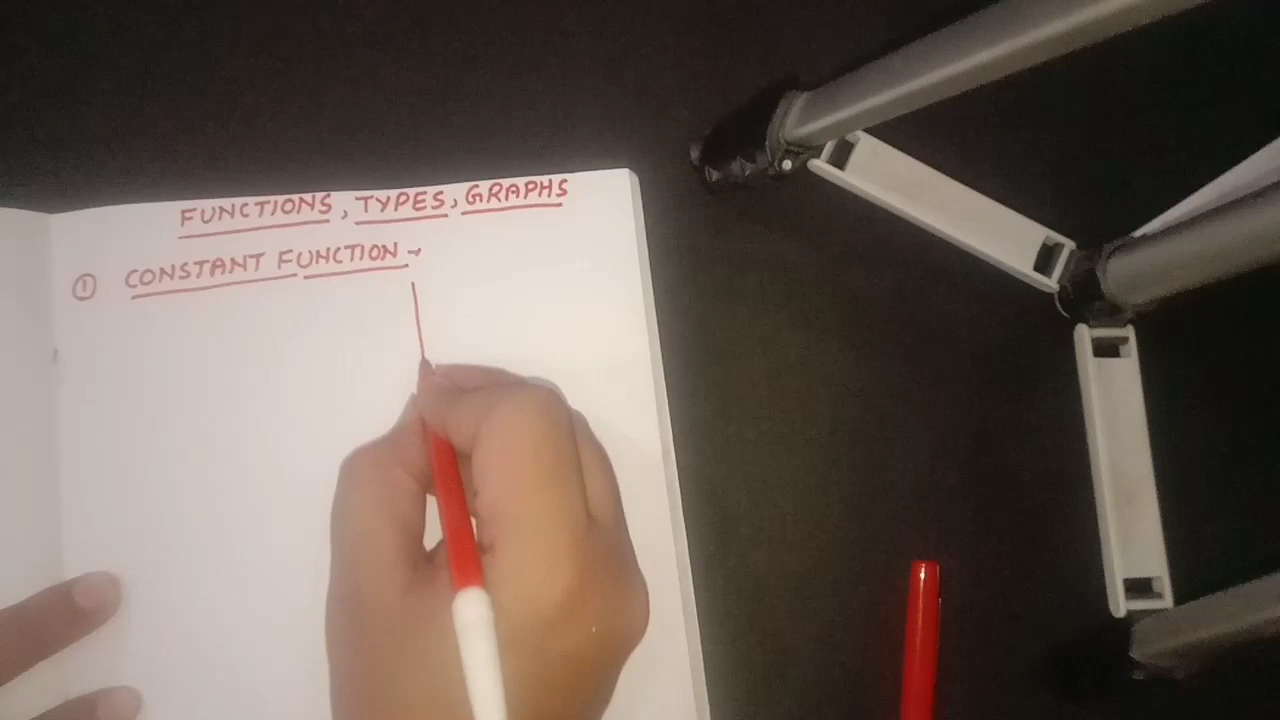 FUNCTIONS, TYPES, GRAPHS
① CONSTANT FUNCTION →